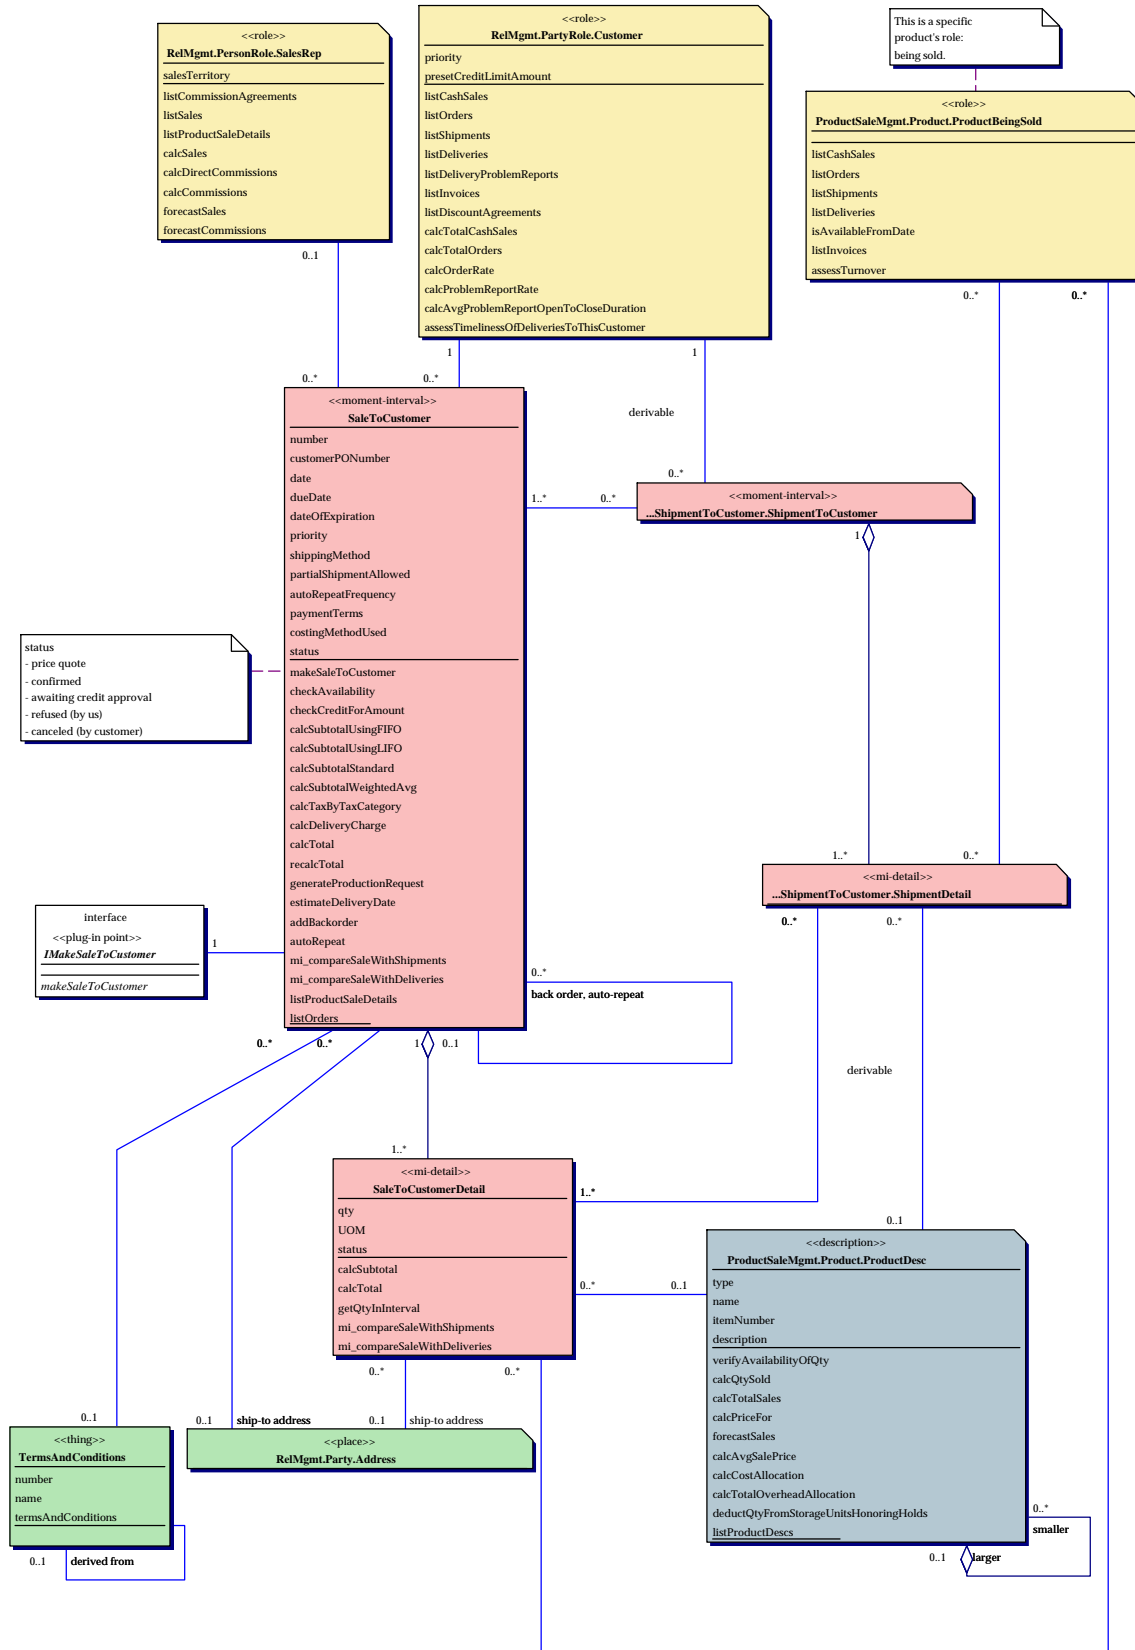 <<role>>
RelMgmt.PersonRole.SalesRep
salesTerritory
listCommissionAgreements
listSales
listProductSaleDetails
calcSales
calcDirectCommissions
calcCommissions
forecastSales
forecastCommissions
0..1
0..*
<<role>>
RelMgmt.PartyRole.Customer
priority
presetCreditLimitAmount
listCashSales
listOrders
listShipments
listDeliveries
listDeliveryProblemReports
listInvoices
listDiscountAgreements
calcTotalCashSales
calcTotalOrders
calcOrderRate
calcProblemReportRate
calcAvgProblemReportOpenToCloseDuration
assessTimelinessOfDeliveriesToThisCustomer
1
0..*
1
derivable
0..*
This is a specific
product's role:
being sold.
<<role>>
ProductSaleMgmt.Product.ProductBeingSold
listCashSales
listOrders
listShipments
listDeliveries
isAvailableFromDate
listInvoices
assessTurnover
0..*
0..*
<<moment-interval>>
SaleToCustomer
number
customerPONumber
date
dueDate
dateOfExpiration
priority
shippingMethod
partialShipmentAllowed
autoRepeatFrequency
paymentTerms
costingMethodUsed
status
makeSaleToCustomer
checkAvailability
checkCreditForAmount
calcSubtotalUsingFIFO
calcSubtotalUsingLIFO
calcSubtotalStandard
calcSubtotalWeightedAvg
calcTaxByTaxCategory
calcDeliveryCharge
calcTotal
recalcTotal
generateProductionRequest
estimateDeliveryDate
addBackorder
autoRepeat
mi_compareSaleWithShipments
mi_compareSaleWithDeliveries
listProductSaleDetails
listOrders
1..*
0..*
<<moment-interval>>
...ShipmentToCustomer.ShipmentToCustomer
1
1..*
0..*
status
- price quote
- confirmed
- awaiting credit approval
- refused (by us)
- canceled (by customer)
<<mi-detail>>
...ShipmentToCustomer.ShipmentDetail
0..*
0..*
interface
<<plug-in point>>
IMakeSaleToCustomer
makeSaleToCustomer
1
0..*
back order, auto-repeat
0..*
0..*
1
0..1
derivable
1..*
<<mi-detail>>
SaleToCustomerDetail
qty
UOM
status
calcSubtotal
calcTotal
getQtyInInterval
mi_compareSaleWithShipments
mi_compareSaleWithDeliveries
1..*
0..*
0..1
0..1
<<description>>
ProductSaleMgmt.Product.ProductDesc
type
name
itemNumber
description
verifyAvailabilityOfQty
calcQtySold
calcTotalSales
calcPriceFor
forecastSales
calcAvgSalePrice
calcCostAllocation
calcTotalOverheadAllocation
deductQtyFromStorageUnitsHonoringHolds
listProductDescs
0..*
smaller
0..1
larger
0..*
0..*
0..1
0..1
ship-to address
0..1
ship-to address
<<thing>>
TermsAndConditions
number
name
termsAndConditions
0..1
derived from
<<place>>
RelMgmt.Party.Address